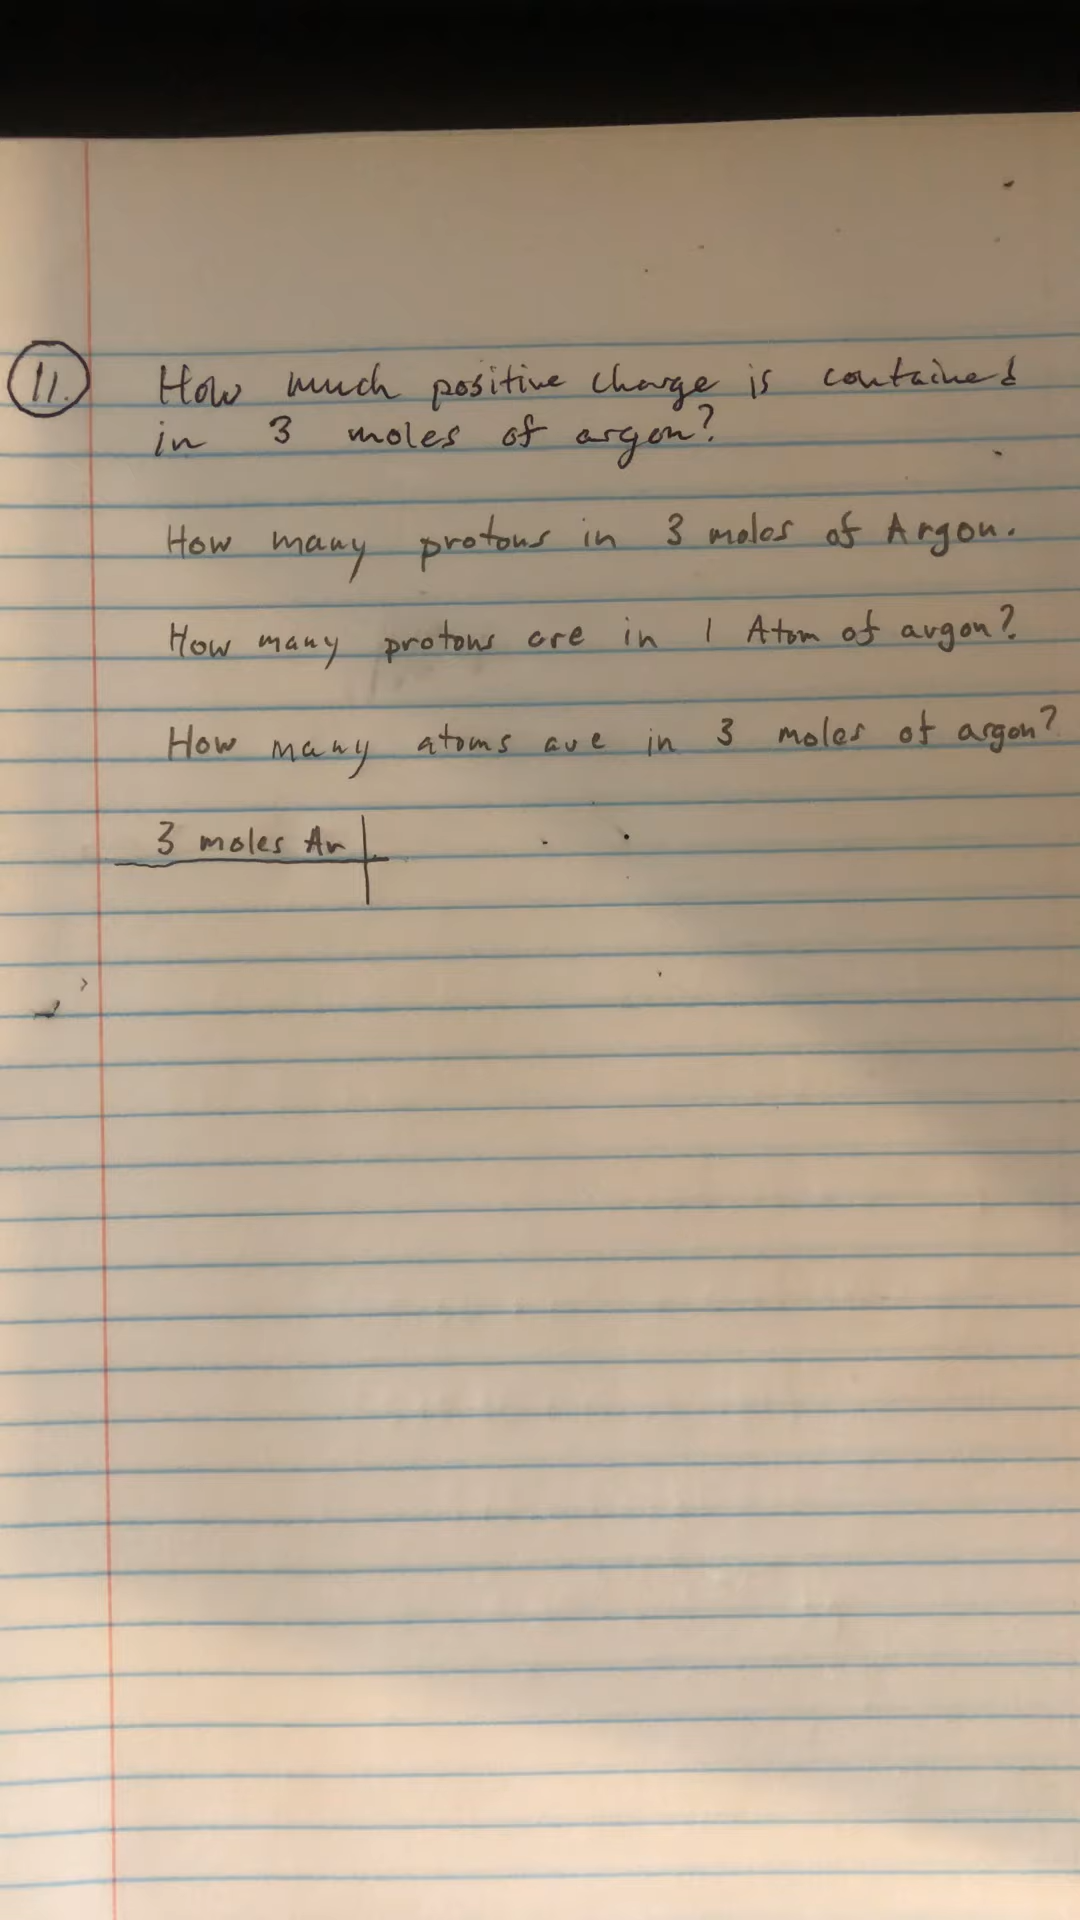 11.
How much positive charge is contained
in 3 moles of argon?
How many protons in 3 moles of Argon.
How many protons are in 1 Atom of argon?
How many atoms are in 3 moles of argon?
3 moles Ar